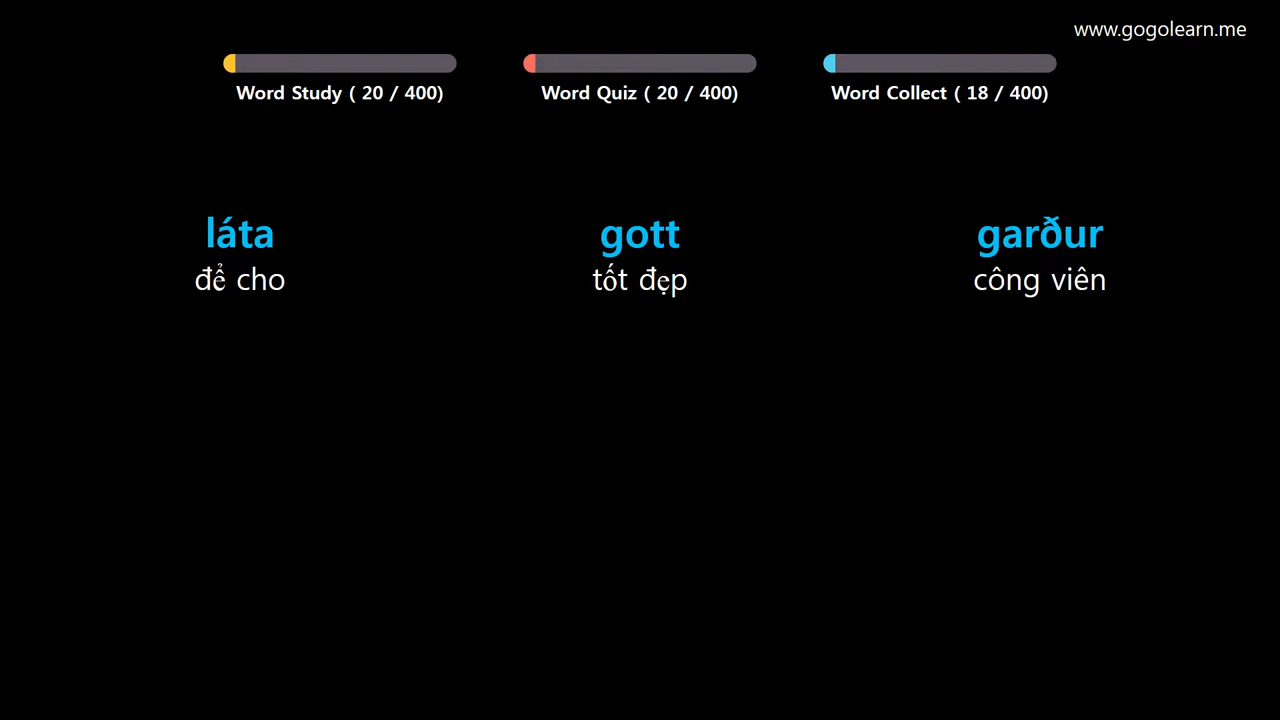 www.gogolearn.me
Word Study ( 20 / 400)
Word Quiz ( 20 / 400)
Word Collect ( 18 / 400)
láta
để cho
gott
tốt đẹp
garður
công viên